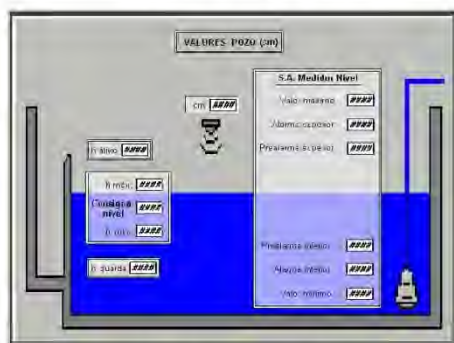 VALORES POZO (cm)
S.A. Medidor Nivel
Valor máximo ####
cm ####
Alarma superior ####
Prealarma superior ####
h alivio ####
h máx. ####
Consigna nivel ####
h mín. ####
Prealarma inferior ####
h guarda ####
Alarma inferior ####
Valor mínimo ####